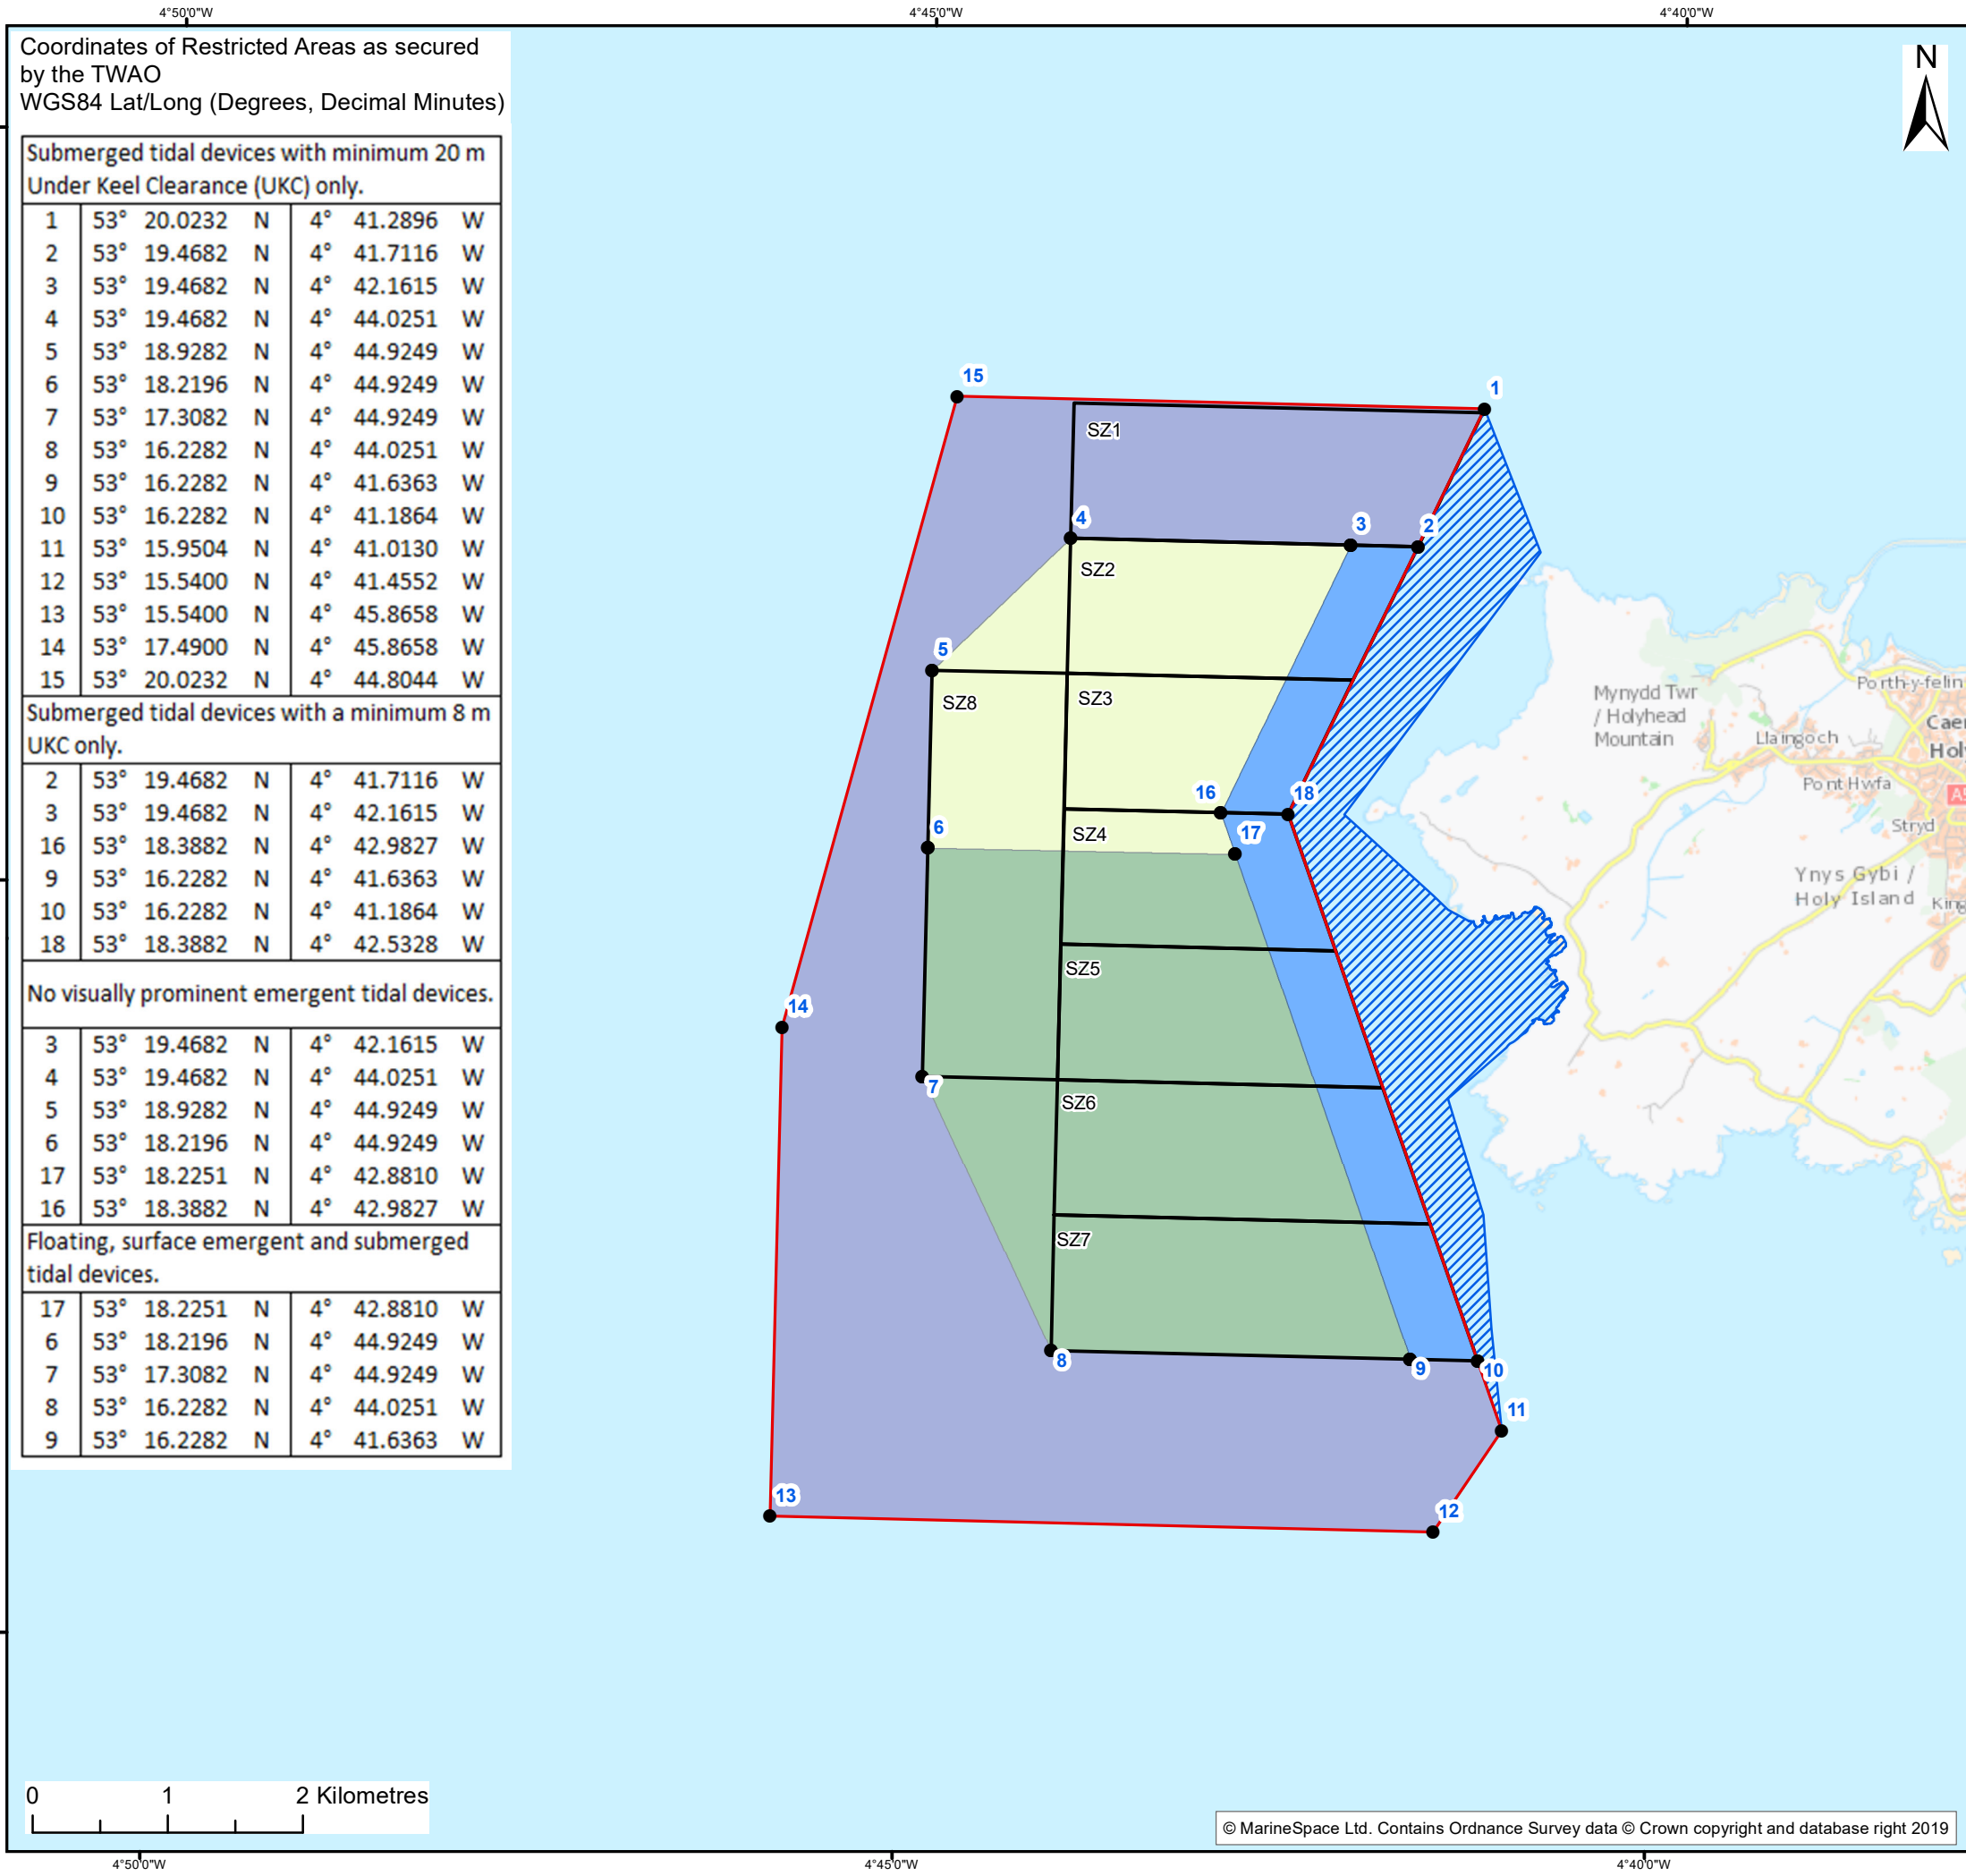 4°50'0"W 4°45'0"W 4°40'0"W
Coordinates of Restricted Areas as secured
by the TWAO
WGS84 Lat/Long (Degrees, Decimal Minutes)
Submerged tidal devices with minimum 20 m
Under Keel Clearance (UKC) only.
1 53° 20.0232 N 4° 41.2896 W
2 53° 19.4682 N 4° 41.7116 W
3 53° 19.4682 N 4° 42.1615 W
4 53° 19.4682 N 4° 44.0251 W
5 53° 18.9282 N 4° 44.9249 W
6 53° 18.2196 N 4° 44.9249 W
7 53° 17.3082 N 4° 44.9249 W
8 53° 16.2282 N 4° 44.0251 W
9 53° 16.2282 N 4° 41.6363 W
10 53° 16.2282 N 4° 41.1864 W
11 53° 15.9504 N 4° 41.0130 W
12 53° 15.5400 N 4° 41.4552 W
13 53° 15.5400 N 4° 45.8658 W
14 53° 17.4900 N 4° 45.8658 W
15 53° 20.0232 N 4° 44.8044 W
Submerged tidal devices with a minimum 8 m
UKC only.
2 53° 19.4682 N 4° 41.7116 W
3 53° 19.4682 N 4° 42.1615 W
16 53° 18.3882 N 4° 42.9827 W
9 53° 16.2282 N 4° 41.6363 W
10 53° 16.2282 N 4° 41.1864 W
18 53° 18.3882 N 4° 42.5328 W
No visually prominent emergent tidal devices.
3 53° 19.4682 N 4° 42.1615 W
4 53° 19.4682 N 4° 44.0251 W
5 53° 18.9282 N 4° 44.9249 W
6 53° 18.2196 N 4° 44.9249 W
17 53° 18.2251 N 4° 42.8810 W
16 53° 18.3882 N 4° 42.9827 W
Floating, surface emergent and submerged
tidal devices.
17 53° 18.2251 N 4° 42.8810 W
6 53° 18.2196 N 4° 44.9249 W
7 53° 17.3082 N 4° 44.9249 W
8 53° 16.2282 N 4° 44.0251 W
9 53° 16.2282 N 4° 41.6363 W
N
15
1
SZ1
4
3
2
SZ2
5
SZ8
SZ3
16
18
6
SZ4
17
SZ5
14
7
SZ6
SZ7
8
9
10
11
13
12
Mynydd Twr
/ Holyhead
Mountain
Porth-y-felin
Llaingoch
Pont Hwfa
Stryd
Ynys Gybi /
Holy Island
0 1 2 Kilometres
© MarineSpace Ltd. Contains Ordnance Survey data © Crown copyright and database right 2019
4°50'0"W 4°45'0"W 4°40'0"W